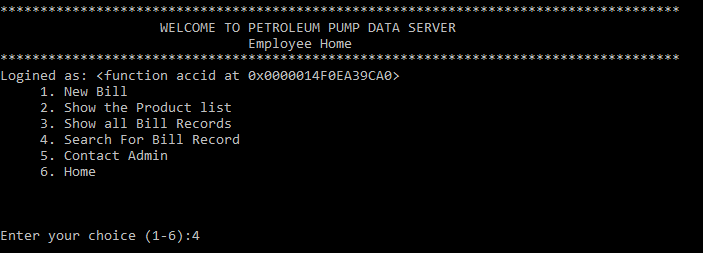 *************************************************************************************
WELCOME TO PETROLEUM PUMP DATA SERVER
Employee Home
*************************************************************************************
Logined as: <function accid at 0x0000014F0EA39CA0>
1. New Bill
2. Show the Product list
3. Show all Bill Records
4. Search For Bill Record
5. Contact Admin
6. Home
Enter your choice (1-6):4